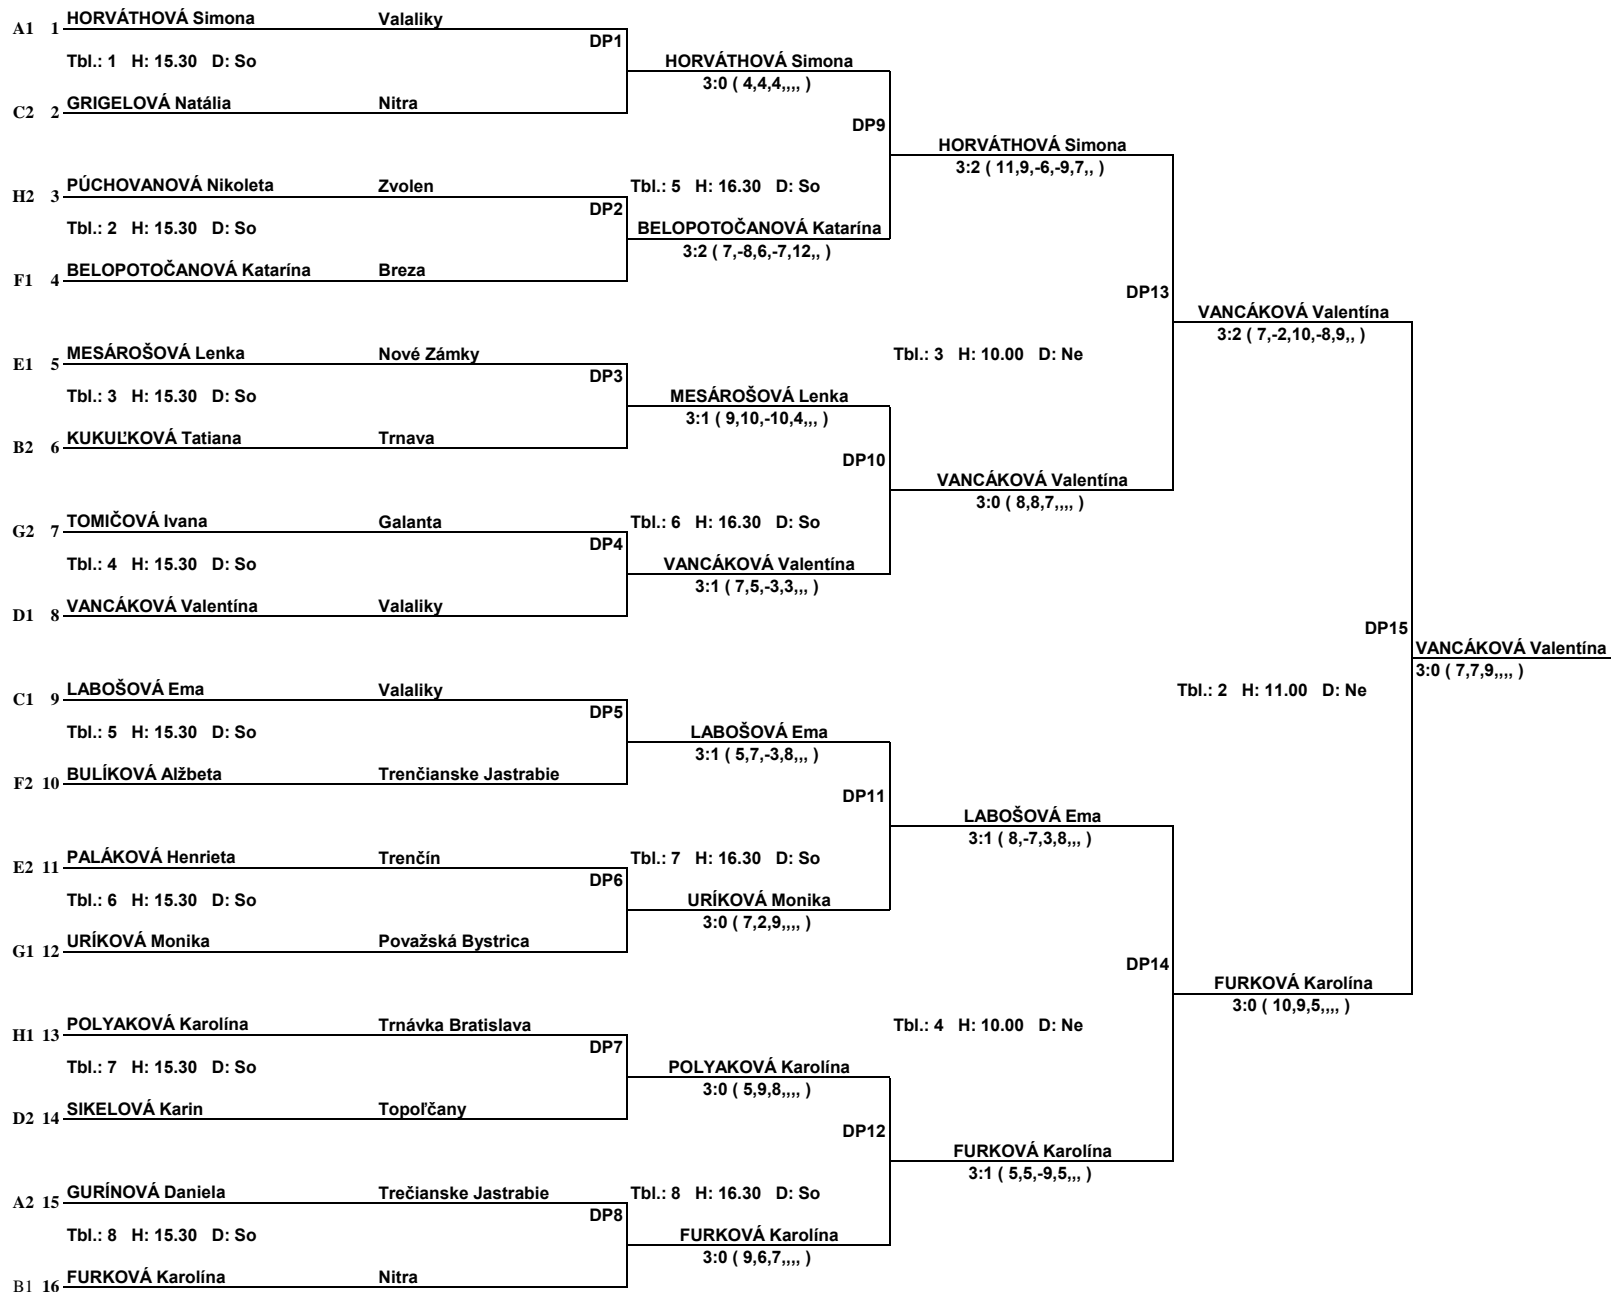 A1 1 HORVÁTHOVÁ Simona Valaliky
DP1
Tbl.: 1 H: 15.30 D: So
HORVÁTHOVÁ Simona
3:0 ( 4,4,4,,,, )
C2 2 GRIGELOVÁ Natália Nitra
DP9
HORVÁTHOVÁ Simona
3:2 ( 11,9,-6,-9,7,, )
H2 3 PÚCHOVANOVÁ Nikoleta Zvolen
Tbl.: 5 H: 16.30 D: So
DP2
Tbl.: 2 H: 15.30 D: So
BELOPOTOČANOVÁ Katarína
3:2 ( 7,-8,6,-7,12,, )
F1 4 BELOPOTOČANOVÁ Katarína Breza
DP13
VANCÁKOVÁ Valentína
3:2 ( 7,-2,10,-8,9,, )
E1 5 MESÁROŠOVÁ Lenka Nové Zámky
Tbl.: 3 H: 10.00 D: Ne
DP3
Tbl.: 3 H: 15.30 D: So
MESÁROŠOVÁ Lenka
3:1 ( 9,10,-10,4,,, )
B2 6 KUKUĽKOVÁ Tatiana Trnava
DP10
VANCÁKOVÁ Valentína
3:0 ( 8,8,7,,,, )
G2 7 TOMIČOVÁ Ivana Galanta
Tbl.: 6 H: 16.30 D: So
DP4
Tbl.: 4 H: 15.30 D: So
VANCÁKOVÁ Valentína
3:1 ( 7,5,-3,3,,, )
D1 8 VANCÁKOVÁ Valentína Valaliky
DP15
VANCÁKOVÁ Valentína
3:0 ( 7,7,9,,,, )
C1 9 LABOŠOVÁ Ema Valaliky
Tbl.: 2 H: 11.00 D: Ne
DP5
Tbl.: 5 H: 15.30 D: So
LABOŠOVÁ Ema
3:1 ( 5,7,-3,8,,, )
F2 10 BULÍKOVÁ Alžbeta Trenčianske Jastrabie
DP11
LABOŠOVÁ Ema
3:1 ( 8,-7,3,8,,, )
E2 11 PALÁKOVÁ Henrieta Trenčín
Tbl.: 7 H: 16.30 D: So
DP6
Tbl.: 6 H: 15.30 D: So
URÍKOVÁ Monika
3:0 ( 7,2,9,,,, )
G1 12 URÍKOVÁ Monika Považská Bystrica
DP14
FURKOVÁ Karolína
3:0 ( 10,9,5,,,, )
H1 13 POLYAKOVÁ Karolína Trnávka Bratislava
Tbl.: 4 H: 10.00 D: Ne
DP7
Tbl.: 7 H: 15.30 D: So
POLYAKOVÁ Karolína
3:0 ( 5,9,8,,,, )
D2 14 SIKELOVÁ Karin Topoľčany
DP12
FURKOVÁ Karolína
3:1 ( 5,5,-9,5,,, )
A2 15 GURÍNOVÁ Daniela Trečianske Jastrabie
Tbl.: 8 H: 16.30 D: So
DP8
Tbl.: 8 H: 15.30 D: So
FURKOVÁ Karolína
3:0 ( 9,6,7,,,, )
B1 16 FURKOVÁ Karolína Nitra